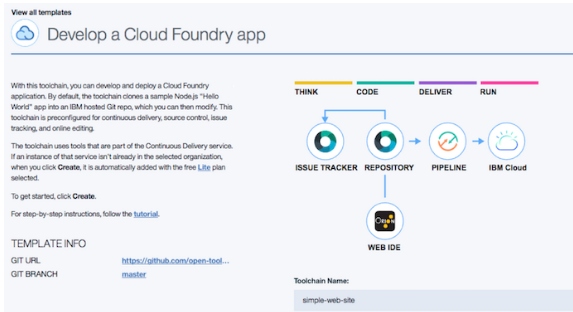 View all templates
Develop a Cloud Foundry app
With this toolchain, you can develop and deploy a Cloud Foundry
application. By default, the toolchain clones a sample Node.js "Hello
World" app into an IBM hosted Git repo, which you can then modify. This
toolchain is preconfigured for continuous delivery, source control, issue
tracking, and online editing.
The toolchain uses tools that are part of the Continuous Delivery service.
If an instance of that service isn't already in the selected organization,
when you click Create, it is automatically added with the free Lite plan
selected.
To get started, click Create.
For step-by-step instructions, follow the tutorial.
TEMPLATE INFO
GIT URL https://github.com/open-tool...
GIT BRANCH master
THINK CODE DELIVER RUN
ISSUE TRACKER REPOSITORY PIPELINE IBM Cloud
ORION
WEB IDE
Toolchain Name:
simple-web-site